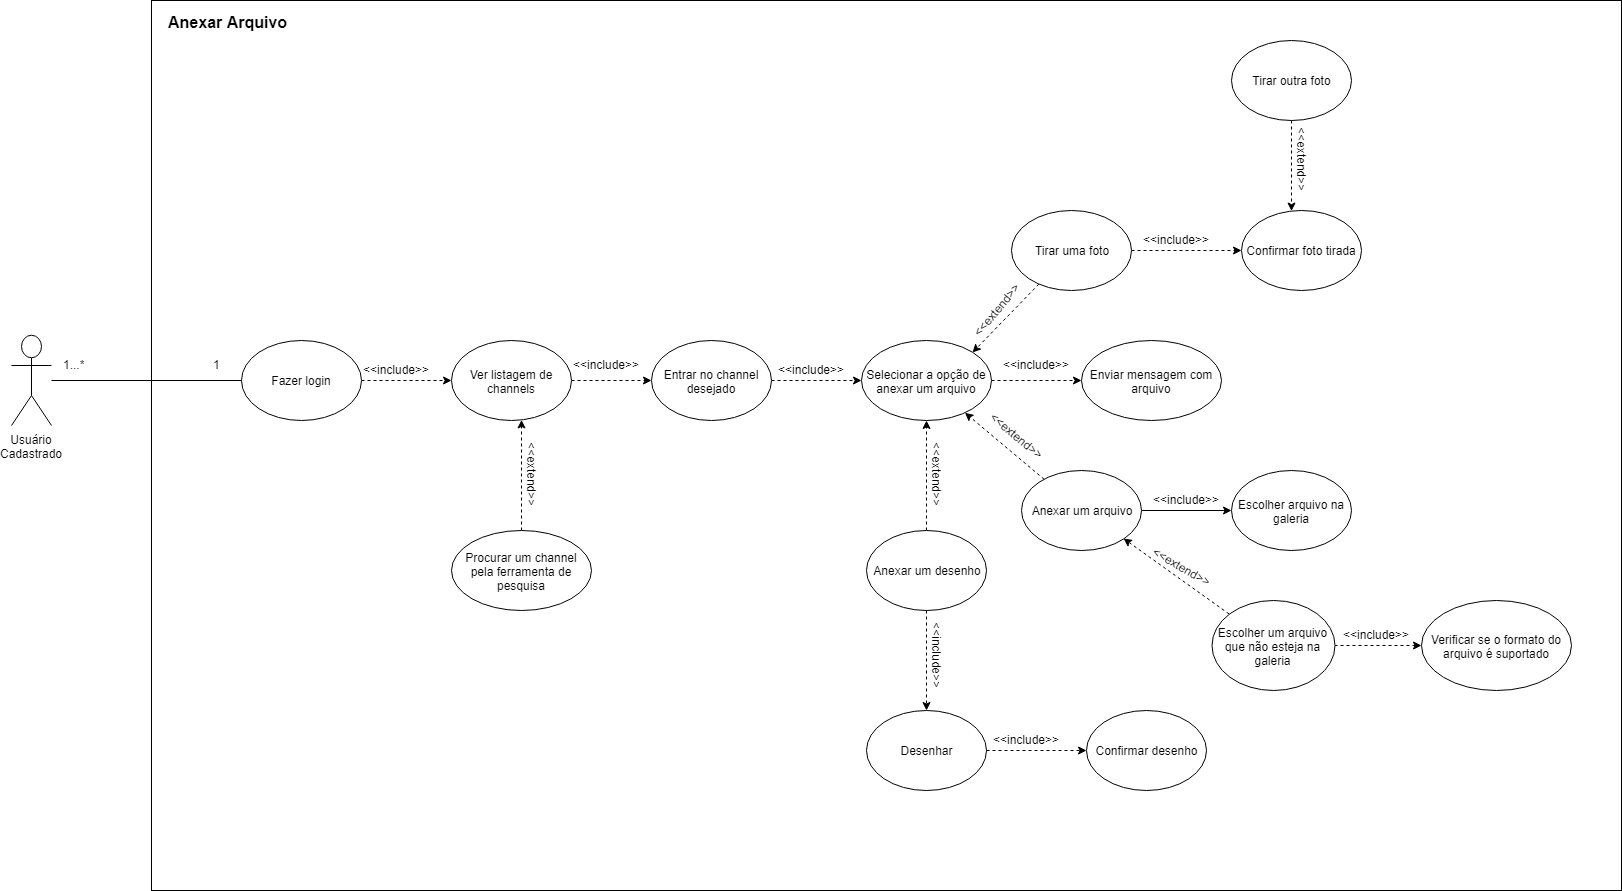 Anexar Arquivo
Tirar outra foto
<<extend>>
Tirar uma foto
<<include>>
Confirmar foto tirada
<<extend>>
Usuário
Cadastrado
1...*
1
Fazer login
<<include>>
Ver listagem de
channels
<<include>>
Entrar no channel
desejado
<<include>>
Selecionar a opção de
anexar um arquivo
<<include>>
Enviar mensagem com
arquivo
<<extend>>
Procurar um channel
pela ferramenta de
pesquisa
<<extend>>
Anexar um desenho
<<extend>>
Anexar um arquivo
<<include>>
Escolher arquivo na
galeria
<<extend>>
Escolher um arquivo
que não esteja na
galeria
<<include>>
Verificar se o formato do
arquivo é suportado
<<include>>
Desenhar
<<include>>
Confirmar desenho